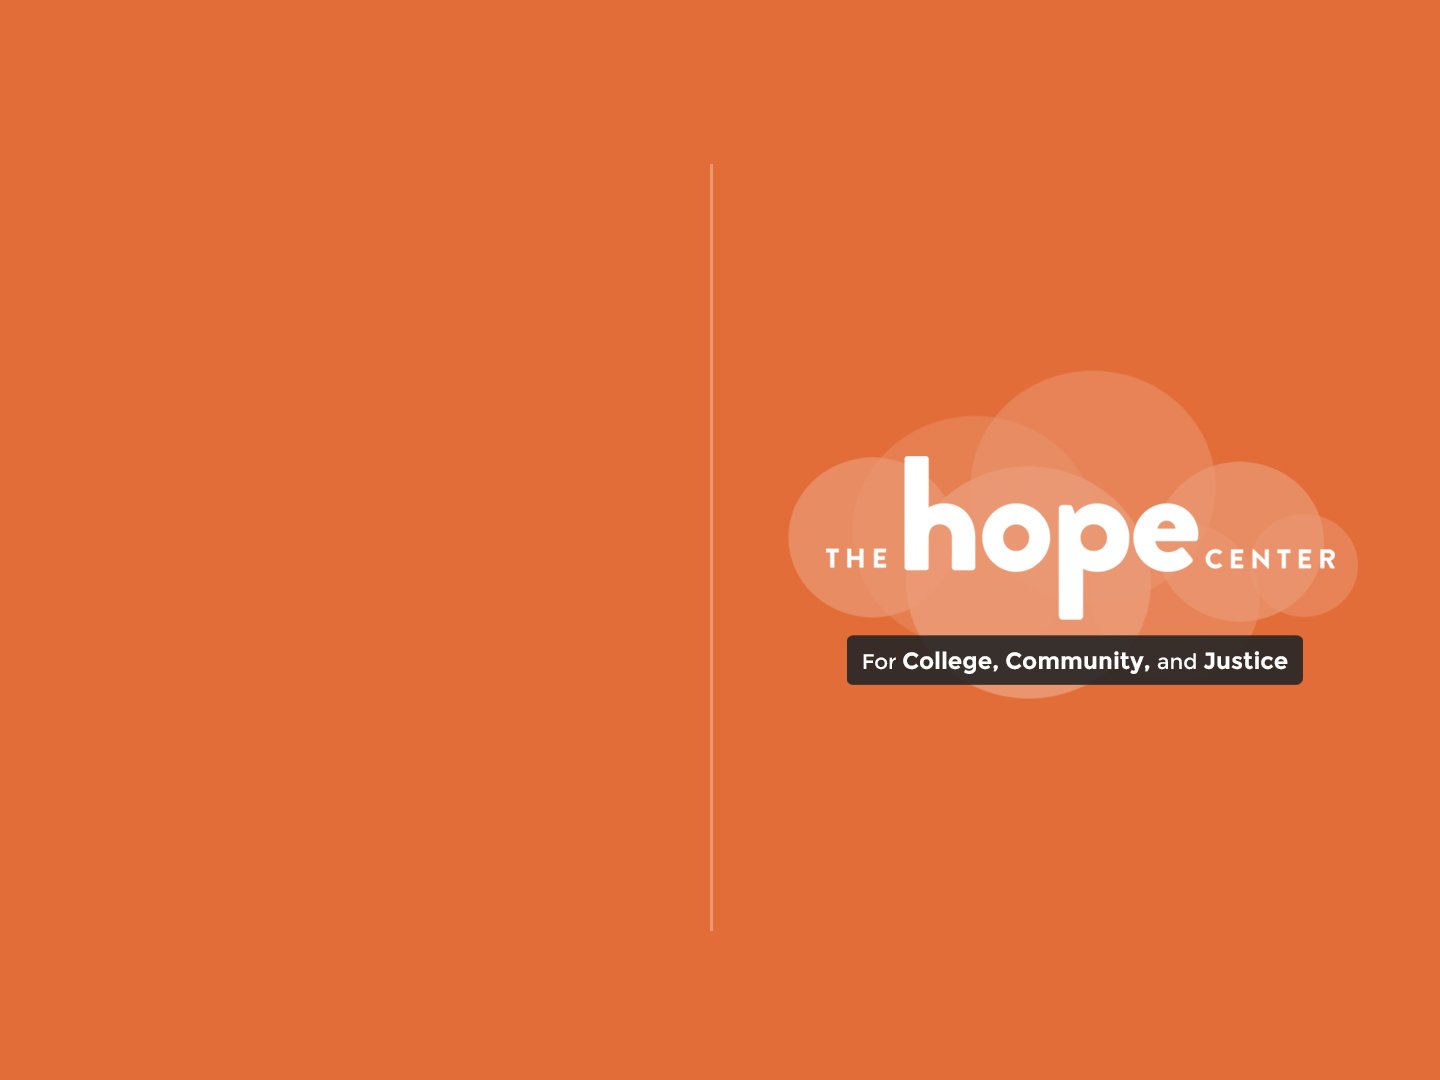 THE hope CENTER
For College, Community, and Justice